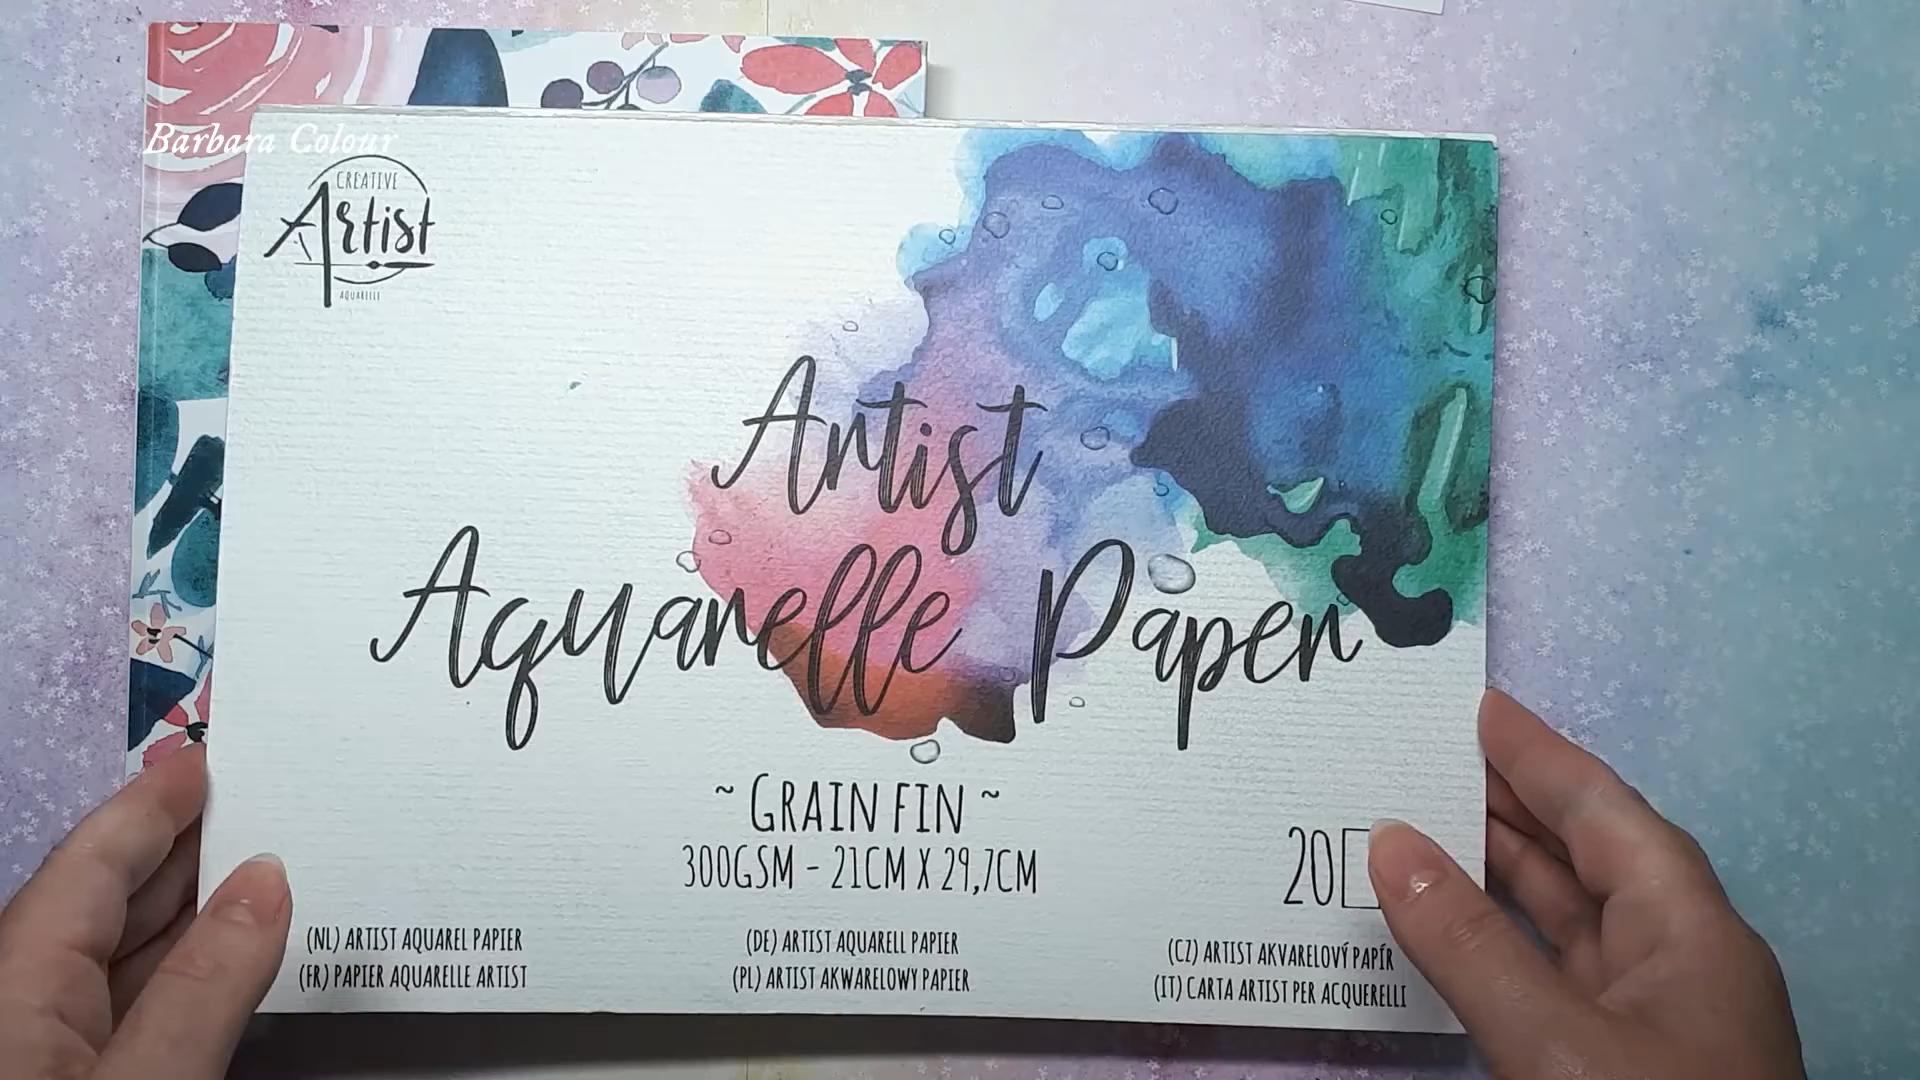 Barbara Colour
CREATIVE
Artist
AQUARELLE
Artist
Aquarelle Paper
~ GRAIN FIN ~
300GSM - 21CM X 29,7CM
20
(NL) ARTIST AQUAREL PAPIER
(FR) PAPIER AQUARELLE ARTIST
(DE) ARTIST AQUARELL PAPIER
(PL) ARTIST AKWARELOWY PAPIER
(CZ) ARTIST AKVARELOVÝ PAPÍR
(IT) CARTA ARTIST PER ACQUERELLI